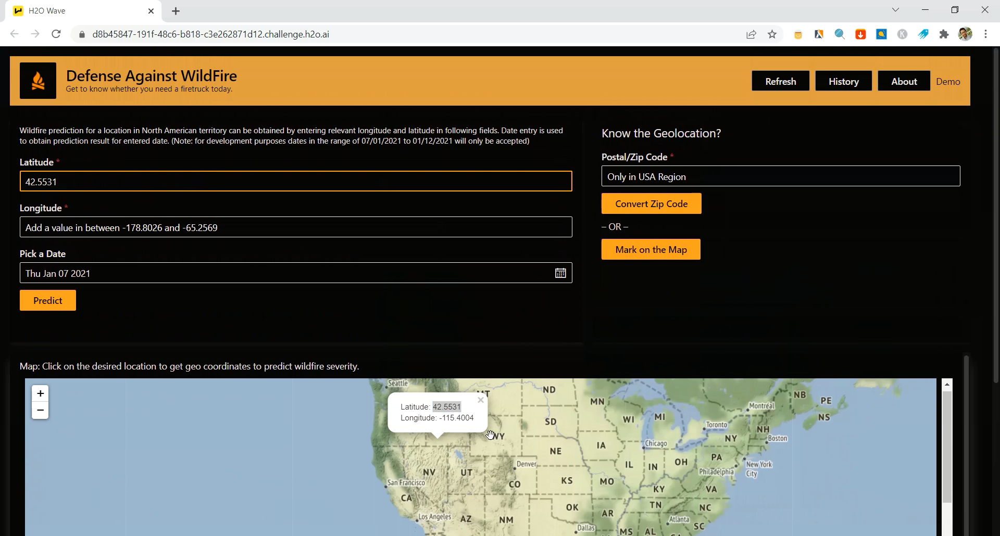 H2O Wave
d8b45847-191f-48c6-b818-c3e262871d12.challenge.h2o.ai
Defense Against WildFire
Get to know whether you need a firetruck today.
Refresh
History
About
Demo
Wildfire prediction for a location in North American territory can be obtained by entering relevant longitude and latitude in following fields. Date entry is used
to obtain prediction result for entered date. (Note: for development purposes dates in the range of 07/01/2021 to 01/12/2021 will only be accepted)
Latitude *
42.5531
Longitude *
Add a value in between -178.8026 and -65.2569
Pick a Date
Thu Jan 07 2021
Predict
Know the Geolocation?
Postal/Zip Code *
Only in USA Region
Convert Zip Code
– OR –
Mark on the Map
Map: Click on the desired location to get geo coordinates to predict wildfire severity.
+
−
Latitude: 42.5531
Longitude: -115.4004
×
Seattle
MT
ND
MN
NB
PE
Montréal
NS
SD
WI
MI
Toronto
NH
WY
NY
Boston
Chicago
IA
NE
PA
Denver
IL
IN
OH
New York
City
Philadelphia
NV
UT
San Francisco
CO
KS
MO
KY
VA
CA
OK
TN
NC
Los Angeles
AZ
NM
AR
Atlanta
SC
Dallas
MS
AL
K